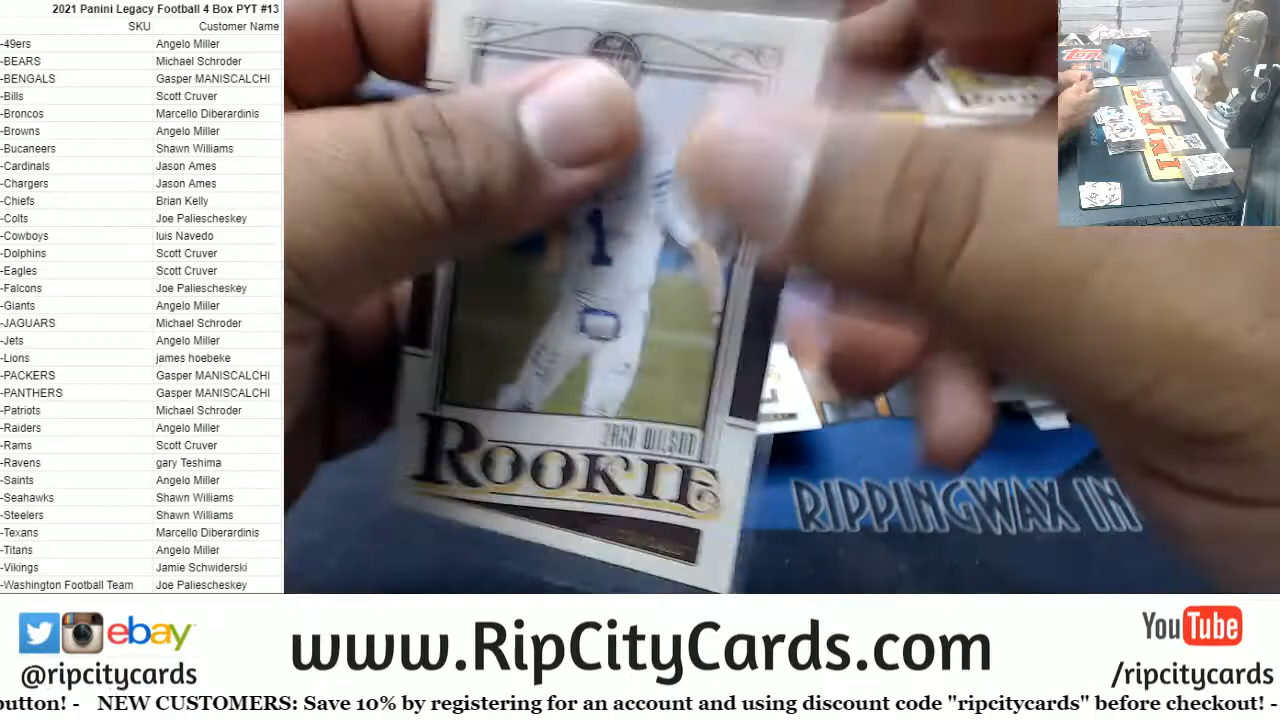 2021 Panini Legacy Football 4 Box PYT #13
SKU Customer Name
-49ers Angelo Miller
-BEARS Michael Schroder
-BENGALS Gasper MANISCALCHI
-Bills Scott Cruver
-Broncos Marcello Diberardinis
-Browns Angelo Miller
-Bucaneers Shawn Williams
-Cardinals Jason Ames
-Chargers Jason Ames
-Chiefs Brian Kelly
-Colts Joe Paliescheskey
-Cowboys luis Navedo
-Dolphins Scott Cruver
-Eagles Scott Cruver
-Falcons Joe Paliescheskey
-Giants Angelo Miller
-JAGUARS Michael Schroder
-Jets Angelo Miller
-Lions james hoebeke
-PACKERS Gasper MANISCALCHI
-PANTHERS Gasper MANISCALCHI
-Patriots Michael Schroder
-Raiders Angelo Miller
-Rams Scott Cruver
-Ravens gary Teshima
-Saints Angelo Miller
-Seahawks Shawn Williams
-Steelers Shawn Williams
-Texans Marcello Diberardinis
-Titans Angelo Miller
-Vikings Jamie Schwiderski
-Washington Football Team Joe Paliescheskey
1
ZACH WILSON
ROOKIE
RIPPINGWAX IN
PANINI
ebay
@ripcitycards
www.RipCityCards.com
YouTube
/ripcitycards
button! - NEW CUSTOMERS: Save 10% by registering for an account and using discount code "ripcitycards" before checkout! -